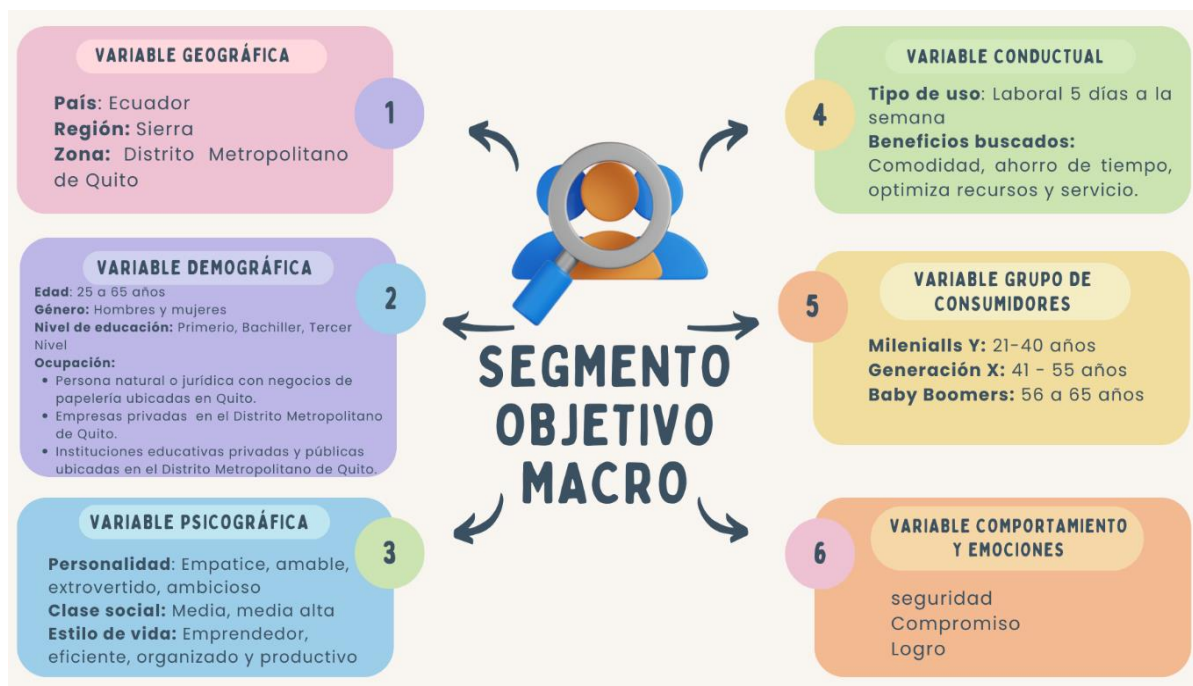 VARIABLE GEOGRÁFICA
País: Ecuador
Región: Sierra
Zona: Distrito Metropolitano
de Quito
1
VARIABLE DEMOGRÁFICA
Edad: 25 a 65 años
Género: Hombres y mujeres
Nivel de educación: Primerio, Bachiller, Tercer
Nivel
Ocupación:
• Persona natural o jurídica con negocios de
papelería ubicadas en Quito.
• Empresas privadas en el Distrito Metropolitano
de Quito.
• Instituciones educativas privadas y públicas
ubicadas en el Distrito Metropolitano de Quito.
2
VARIABLE PSICOGRÁFICA
Personalidad: Empatice, amable,
extrovertido, ambicioso
Clase social: Media, media alta
Estilo de vida: Emprendedor,
eficiente, organizado y productivo
3
SEGMENTO
OBJETIVO
MACRO
VARIABLE CONDUCTUAL
Tipo de uso: Laboral 5 días a la
semana
Beneficios buscados:
Comodidad, ahorro de tiempo,
optimiza recursos y servicio.
4
VARIABLE GRUPO DE
CONSUMIDORES
Milenialls Y: 21-40 años
Generación X: 41 - 55 años
Baby Boomers: 56 a 65 años
5
VARIABLE COMPORTAMIENTO
Y EMOCIONES
seguridad
Compromiso
Logro
6